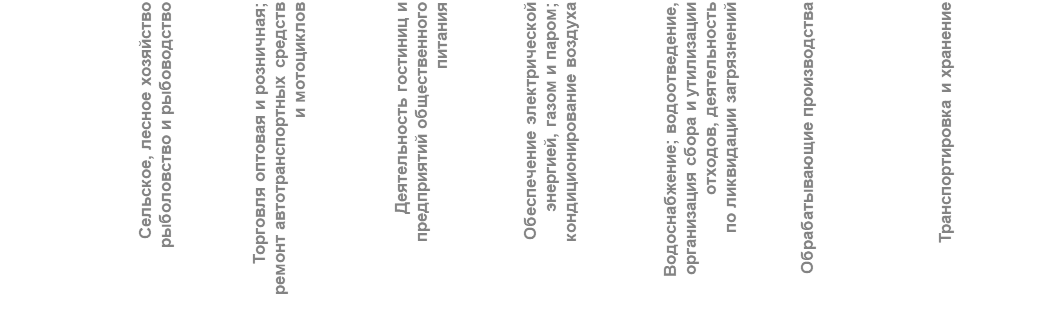 Сельское, лесное хозяйство
рыболовство и рыбоводство
Торговля оптовая и розничная;
ремонт автотранспортных средств
и мотоциклов
Деятельность гостиниц и
предприятий общественного
питания
Обеспечение электрической
энергией, газом и паром;
кондиционирование воздуха
Водоснабжение; водоотведение,
организация сбора и утилизации
отходов, деятельность
по ликвидации загрязнений
Обрабатывающие производства
Транспортировка и хранение